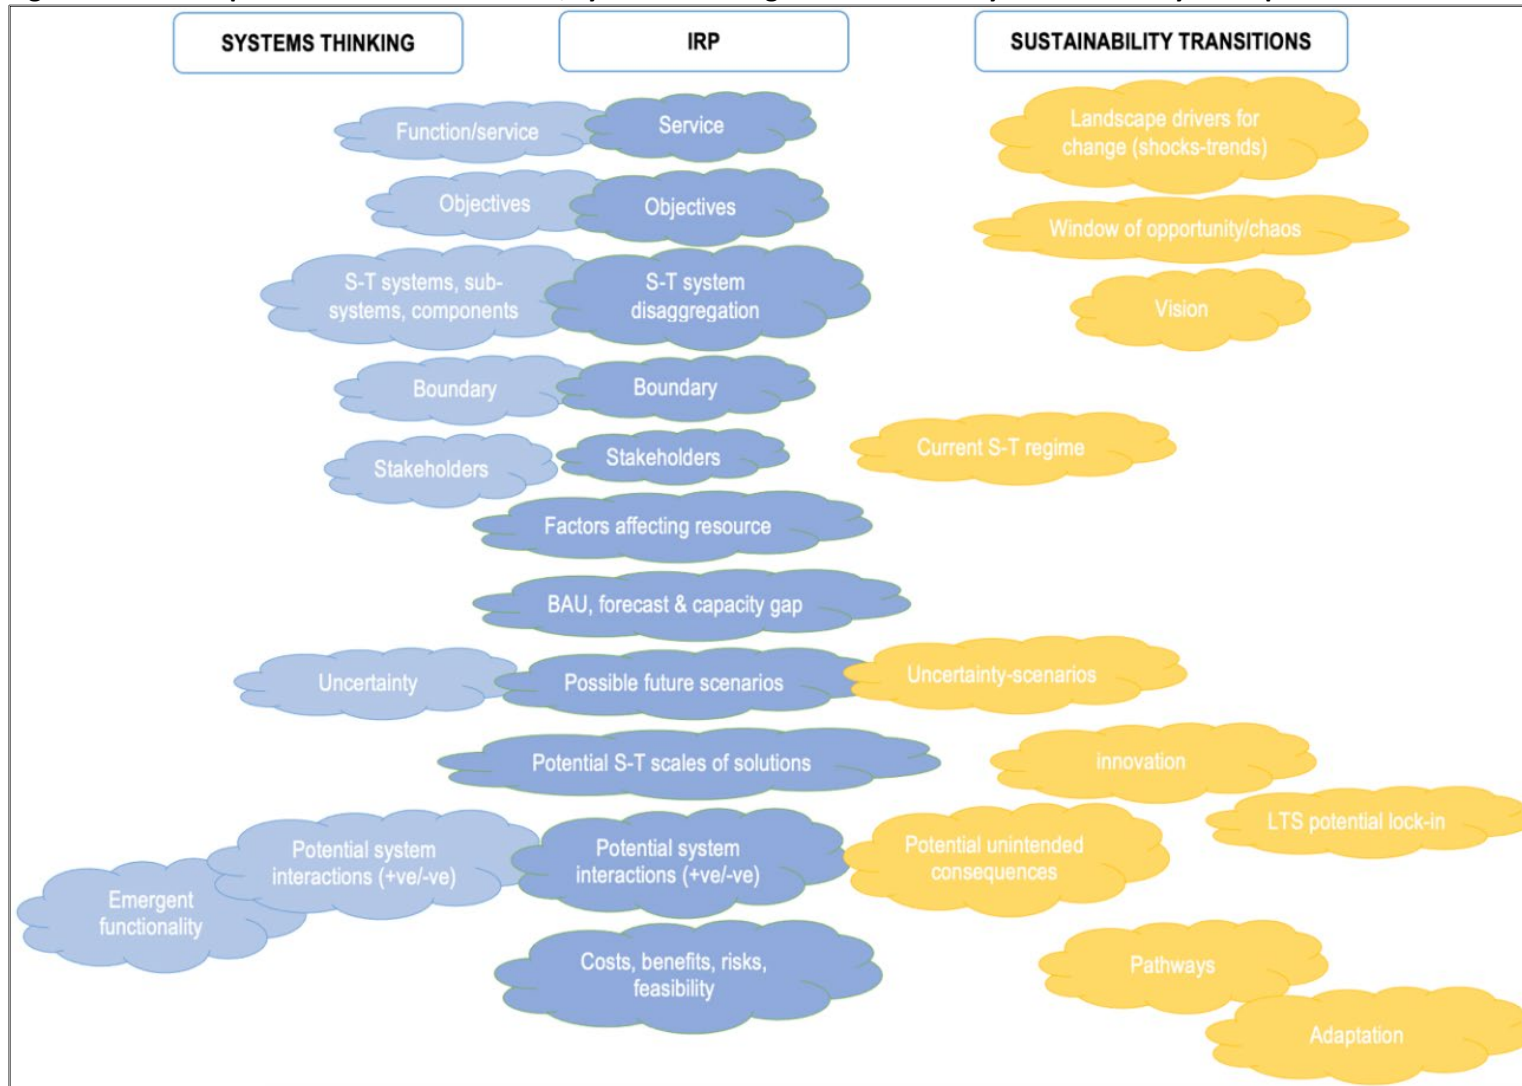 SYSTEMS THINKING
IRP
SUSTAINABILITY TRANSITIONS
Function/service
Service
Landscape drivers for
change (shocks-trends)
Objectives
Objectives
Window of opportunity/chaos
S-T systems, sub-
systems, components
S-T system
disaggregation
Vision
Boundary
Boundary
Stakeholders
Stakeholders
Current S-T regime
Factors affecting resource
BAU, forecast & capacity gap
Uncertainty
Possible future scenarios
Uncertainty-scenarios
Potential S-T scales of solutions
innovation
LTS potential lock-in
Potential system
interactions (+ve/-ve)
Potential system
interactions (+ve/-ve)
Potential unintended
consequences
Emergent
functionality
Costs, benefits, risks,
feasibility
Pathways
Adaptation